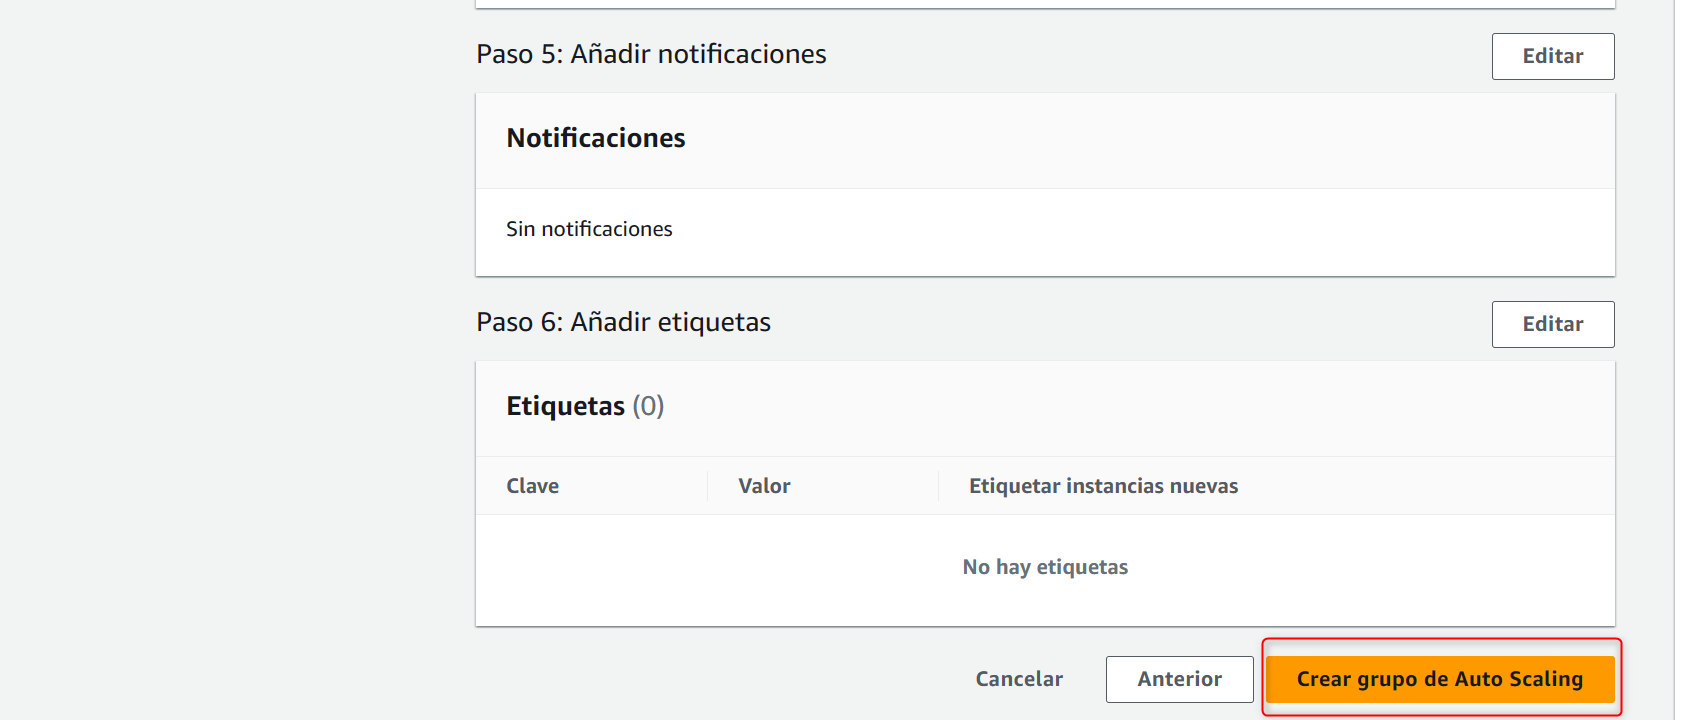 Paso 5: Añadir notificaciones
Editar
Notificaciones
Sin notificaciones
Paso 6: Añadir etiquetas
Editar
Etiquetas (0)
Clave Valor Etiquetar instancias nuevas
No hay etiquetas
Cancelar Anterior Crear grupo de Auto Scaling